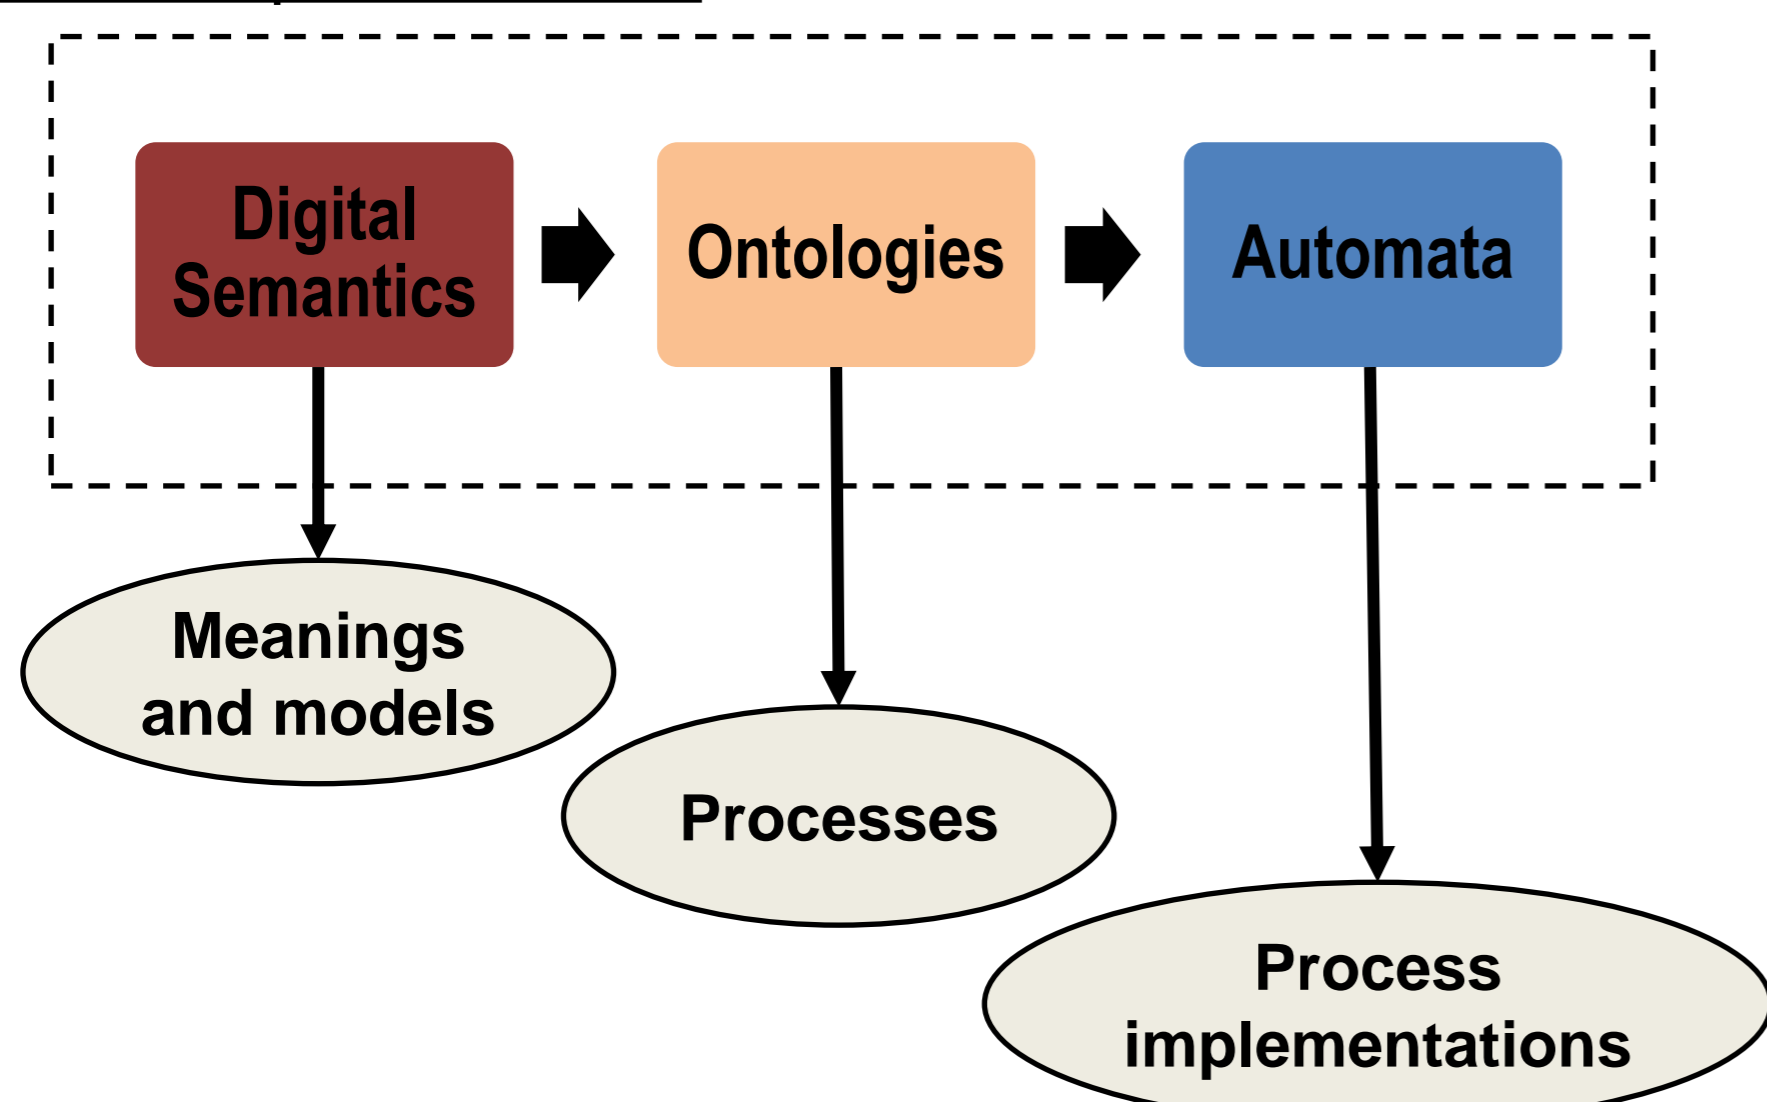 Digital
Semantics
Ontologies
Automata
Meanings
and models
Processes
Process
implementations